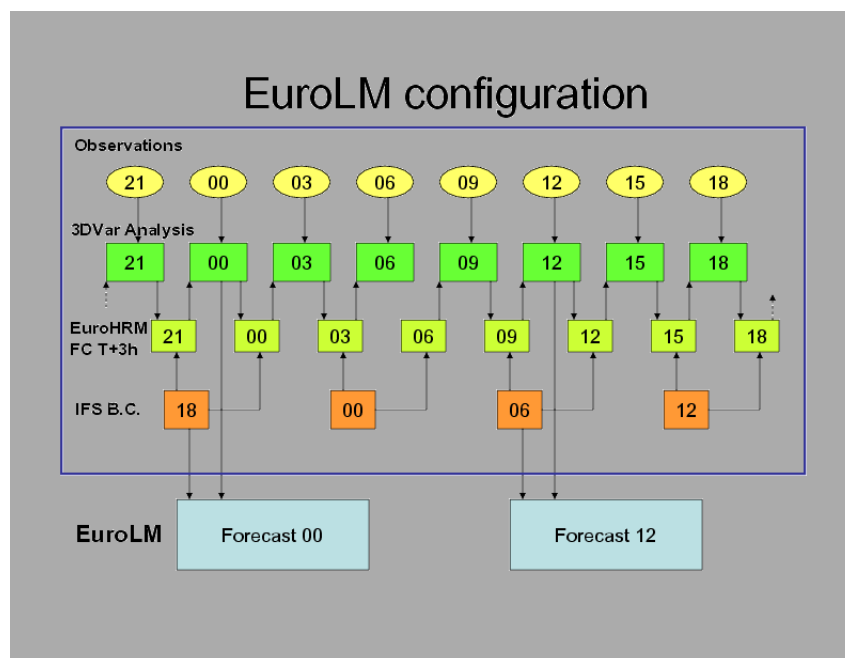 EuroLM configuration
Observations
21 00 03 06 09 12 15 18
3DVar Analysis
21 00 03 06 09 12 15 18
EuroHRM
FC T+3h
21 00 03 06 09 12 15 18
IFS B.C.
18 00 06 12
EuroLM
Forecast 00
Forecast 12